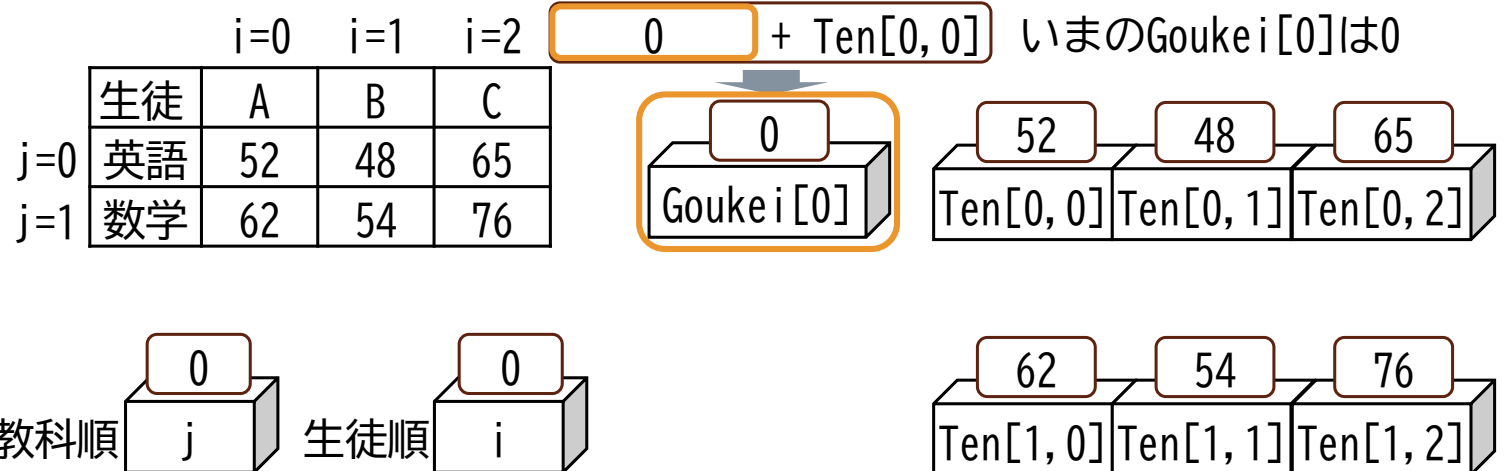 i=0 i=1 i=2
生徒 A B C
j=0 英語 52 48 65
j=1 数学 62 54 76
0 + Ten[0,0] いまのGoukei[0]は0
0
Goukei[0]
52 48 65
Ten[0,0] Ten[0,1] Ten[0,2]
0 0
教科順 j 生徒順 i
62 54 76
Ten[1,0] Ten[1,1] Ten[1,2]